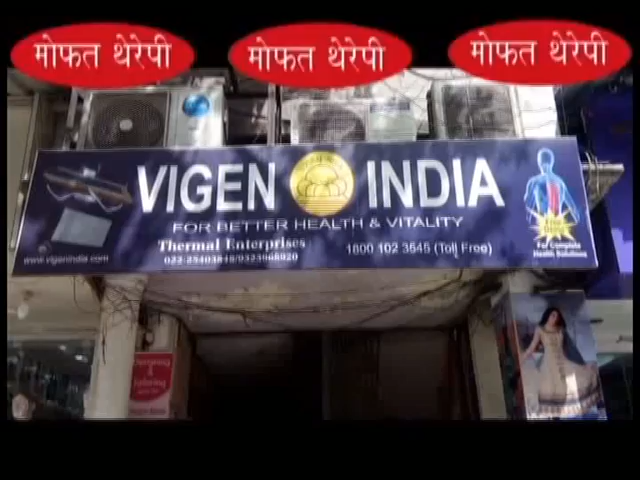 मोफत थेरेपी मोफत थेरेपी मोफत थेरेपी
VIGEN INDIA
FOR BETTER HEALTH & VITALITY
Thermal Enterprises
1800 102 3545 (Toll Free)
www.vigenindia.com
For Complete
Health Solutions
&